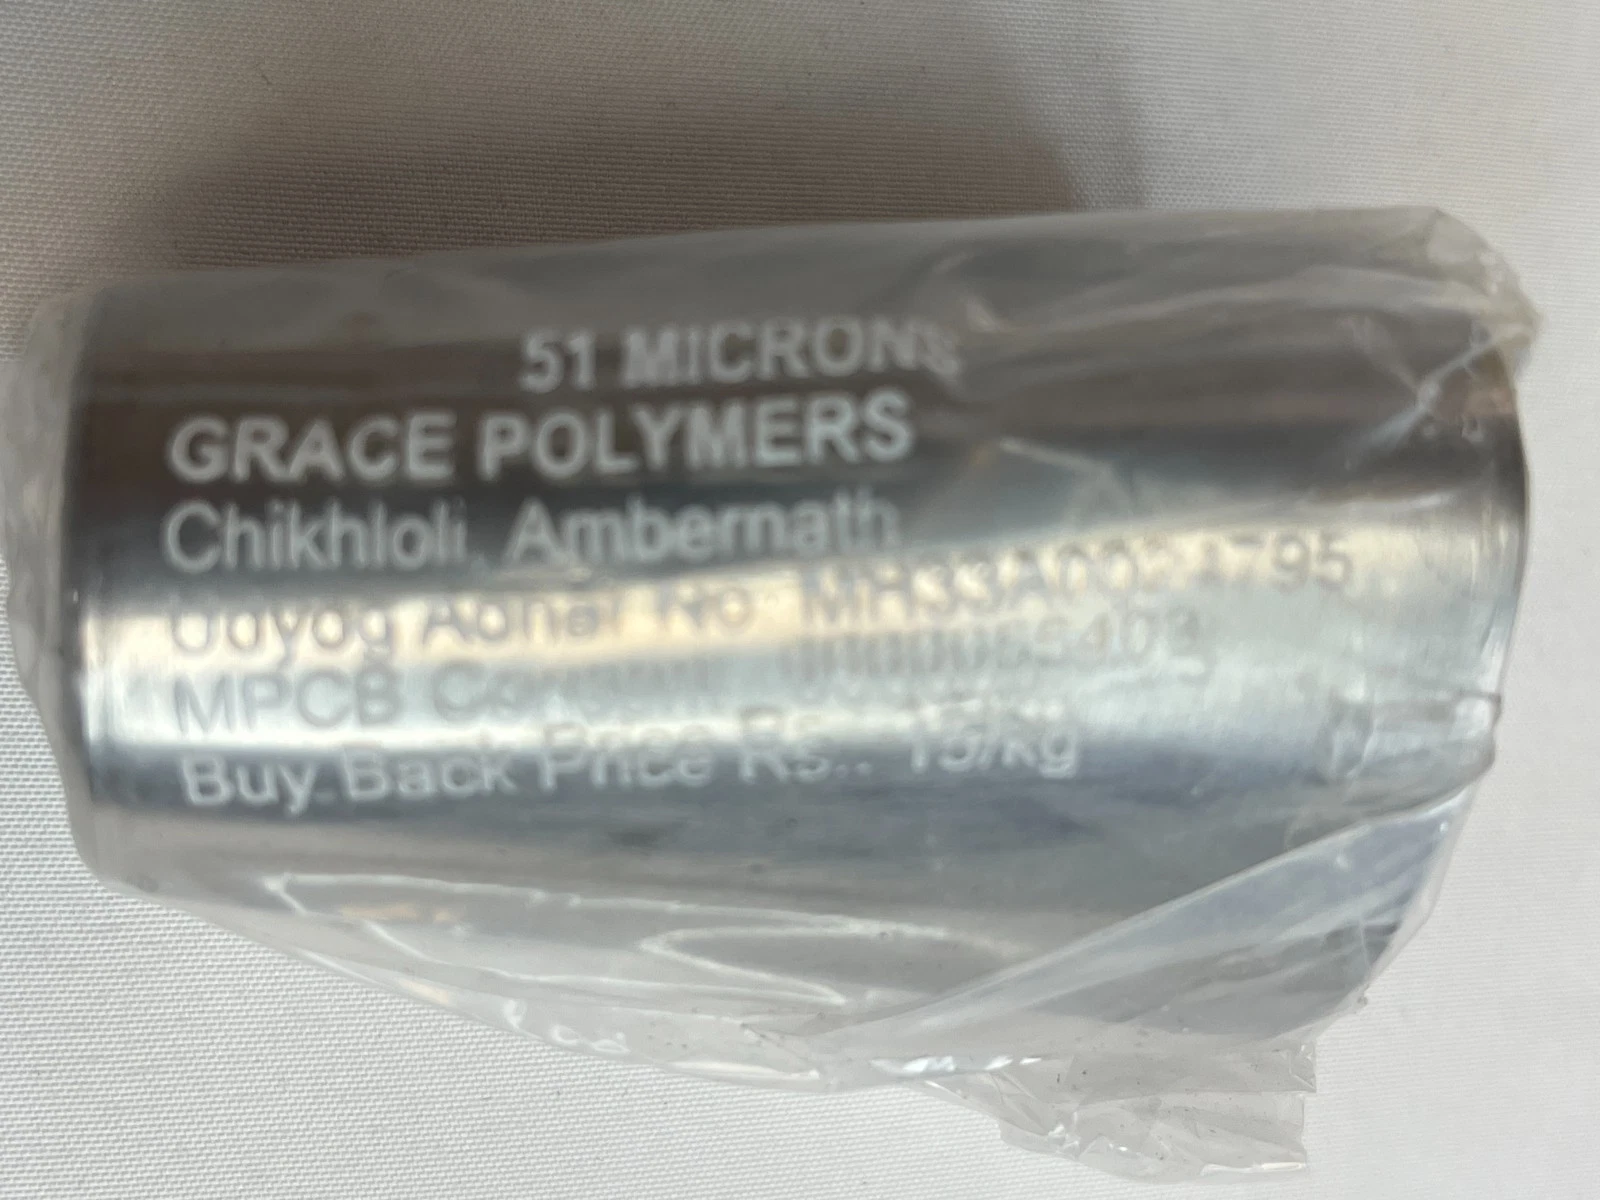 51 MICRONS
GRACE POLYMERS
Chikhloli, Ambernath
Udyog Adhar No: 
MPCB Consent
Buy Back Price Rs.: 15/kg